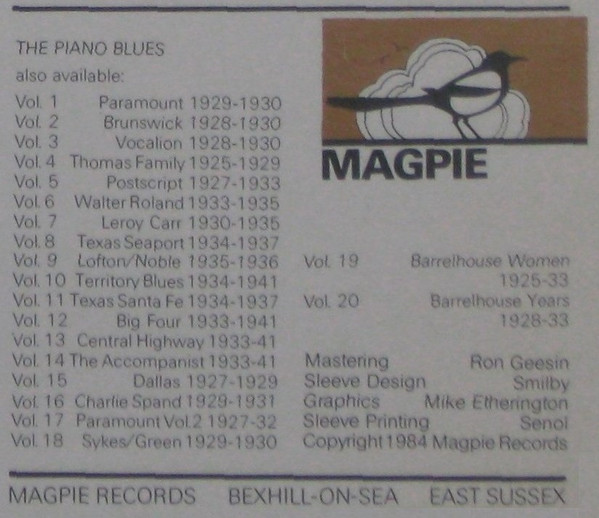 THE PIANO BLUES
also available:
Vol. 1 Paramount 1929-1930
Vol. 2 Brunswick 1928-1930
Vol. 3 Vocalion 1928-1930
Vol. 4 Thomas Family 1925-1929
Vol. 5 Postscript 1927-1933
Vol. 6 Walter Roland 1933-1935
Vol. 7 Leroy Carr 1930-1935
Vol. 8 Texas Seaport 1934-1937
Vol. 9 Lofton/Noble 1935-1936
Vol. 10 Territory Blues 1934-1941
Vol. 11 Texas Santa Fe 1934-1937
Vol. 12 Big Four 1933-1941
Vol. 13 Central Highway 1933-41
Vol. 14 The Accompanist 1933-41
Vol. 15 Dallas 1927-1929
Vol. 16 Charlie Spand 1929-1931
Vol. 17 Paramount Vol.2 1927-32
Vol. 18 Sykes/Green 1929-1930
MAGPIE
Vol. 19 Barrelhouse Women
1925-33
Vol. 20 Barrelhouse Years
1928-33
Mastering Ron Geesin
Sleeve Design Smilby
Graphics Mike Etherington
Sleeve Printing Senol
Copyright 1984 Magpie Records
MAGPIE RECORDS BEXHILL-ON-SEA EAST SUSSEX